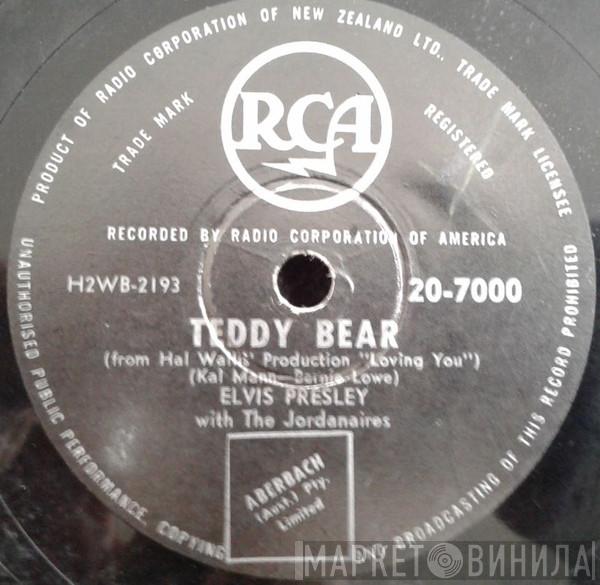 PRODUCT OF RADIO CORPORATION OF NEW ZEALAND LTD., TRADE MARK LICENSEE
TRADE MARK
REGISTERED
RCA
RECORDED BY RADIO CORPORATION OF AMERICA
H2WB-2193
20-7000
TEDDY BEAR
(from Hal Wallis' Production "Loving You")
(Kal Mann—Bernie Lowe)
ELVIS PRESLEY
with The Jordanaires
ABERBACH
(Aust.) Pty.
Limited
UNAUTHORISED PUBLIC PERFORMANCE, COPYING AND BROADCASTING OF THIS RECORD PROHIBITED
МАРКЕТ ВИНИЛА